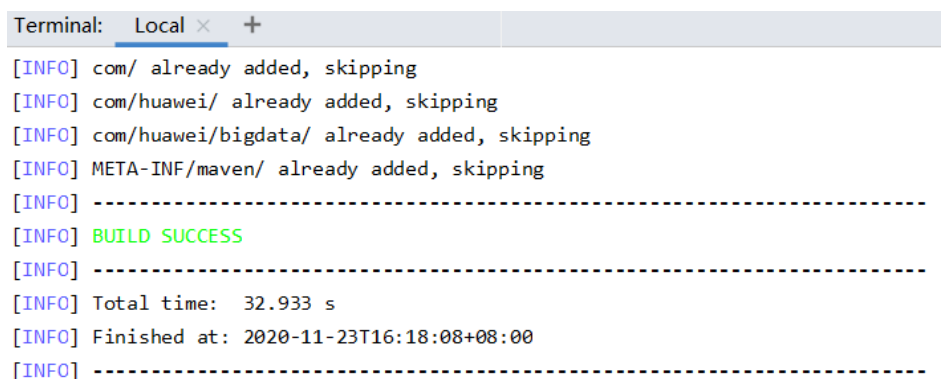 Terminal: Local × +
[INFO] com/ already added, skipping
[INFO] com/huawei/ already added, skipping
[INFO] com/huawei/bigdata/ already added, skipping
[INFO] META-INF/maven/ already added, skipping
[INFO] ------------------------------------------------------------------------
[INFO] BUILD SUCCESS
[INFO] ------------------------------------------------------------------------
[INFO] Total time:  32.933 s
[INFO] Finished at: 2020-11-23T16:18:08+08:00
[INFO] ------------------------------------------------------------------------